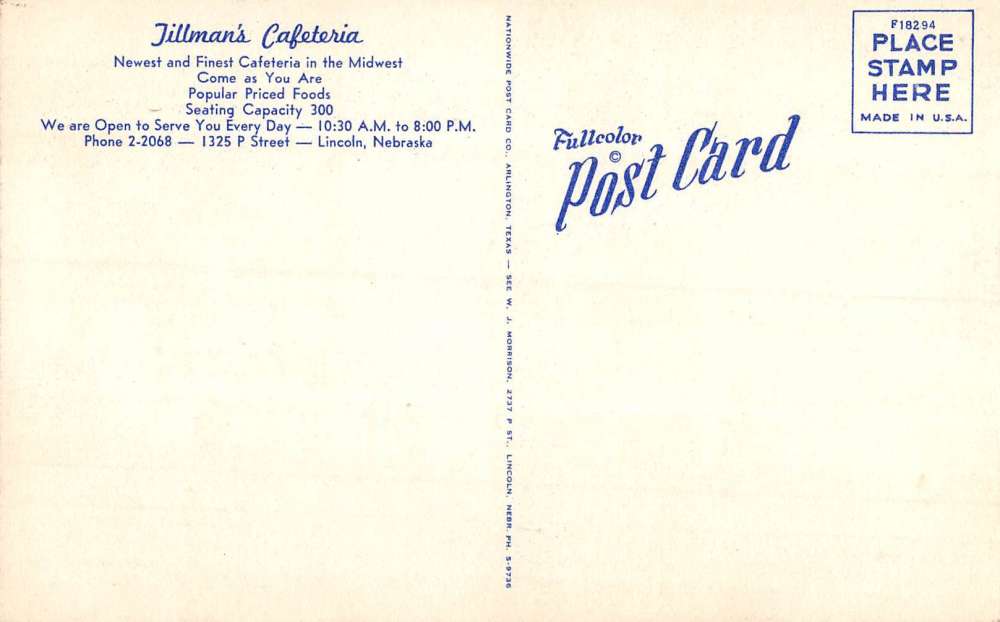 Tillman's Cafeteria
Newest and Finest Cafeteria in the Midwest
Come as You Are
Popular Priced Foods
Seating Capacity 300
We are Open to Serve You Every Day — 10:30 A.M. to 8:00 P.M.
Phone 2-2068 — 1325 P Street — Lincoln, Nebraska
NATIONWIDE POST CARD CO., ARLINGTON, TEXAS — SEE W. J. MORRISON, 2737 P ST., LINCOLN, NEBR. PH. 5-9736
Fullcolor
©
Post Card
F18294
PLACE
STAMP
HERE
MADE IN U.S.A.